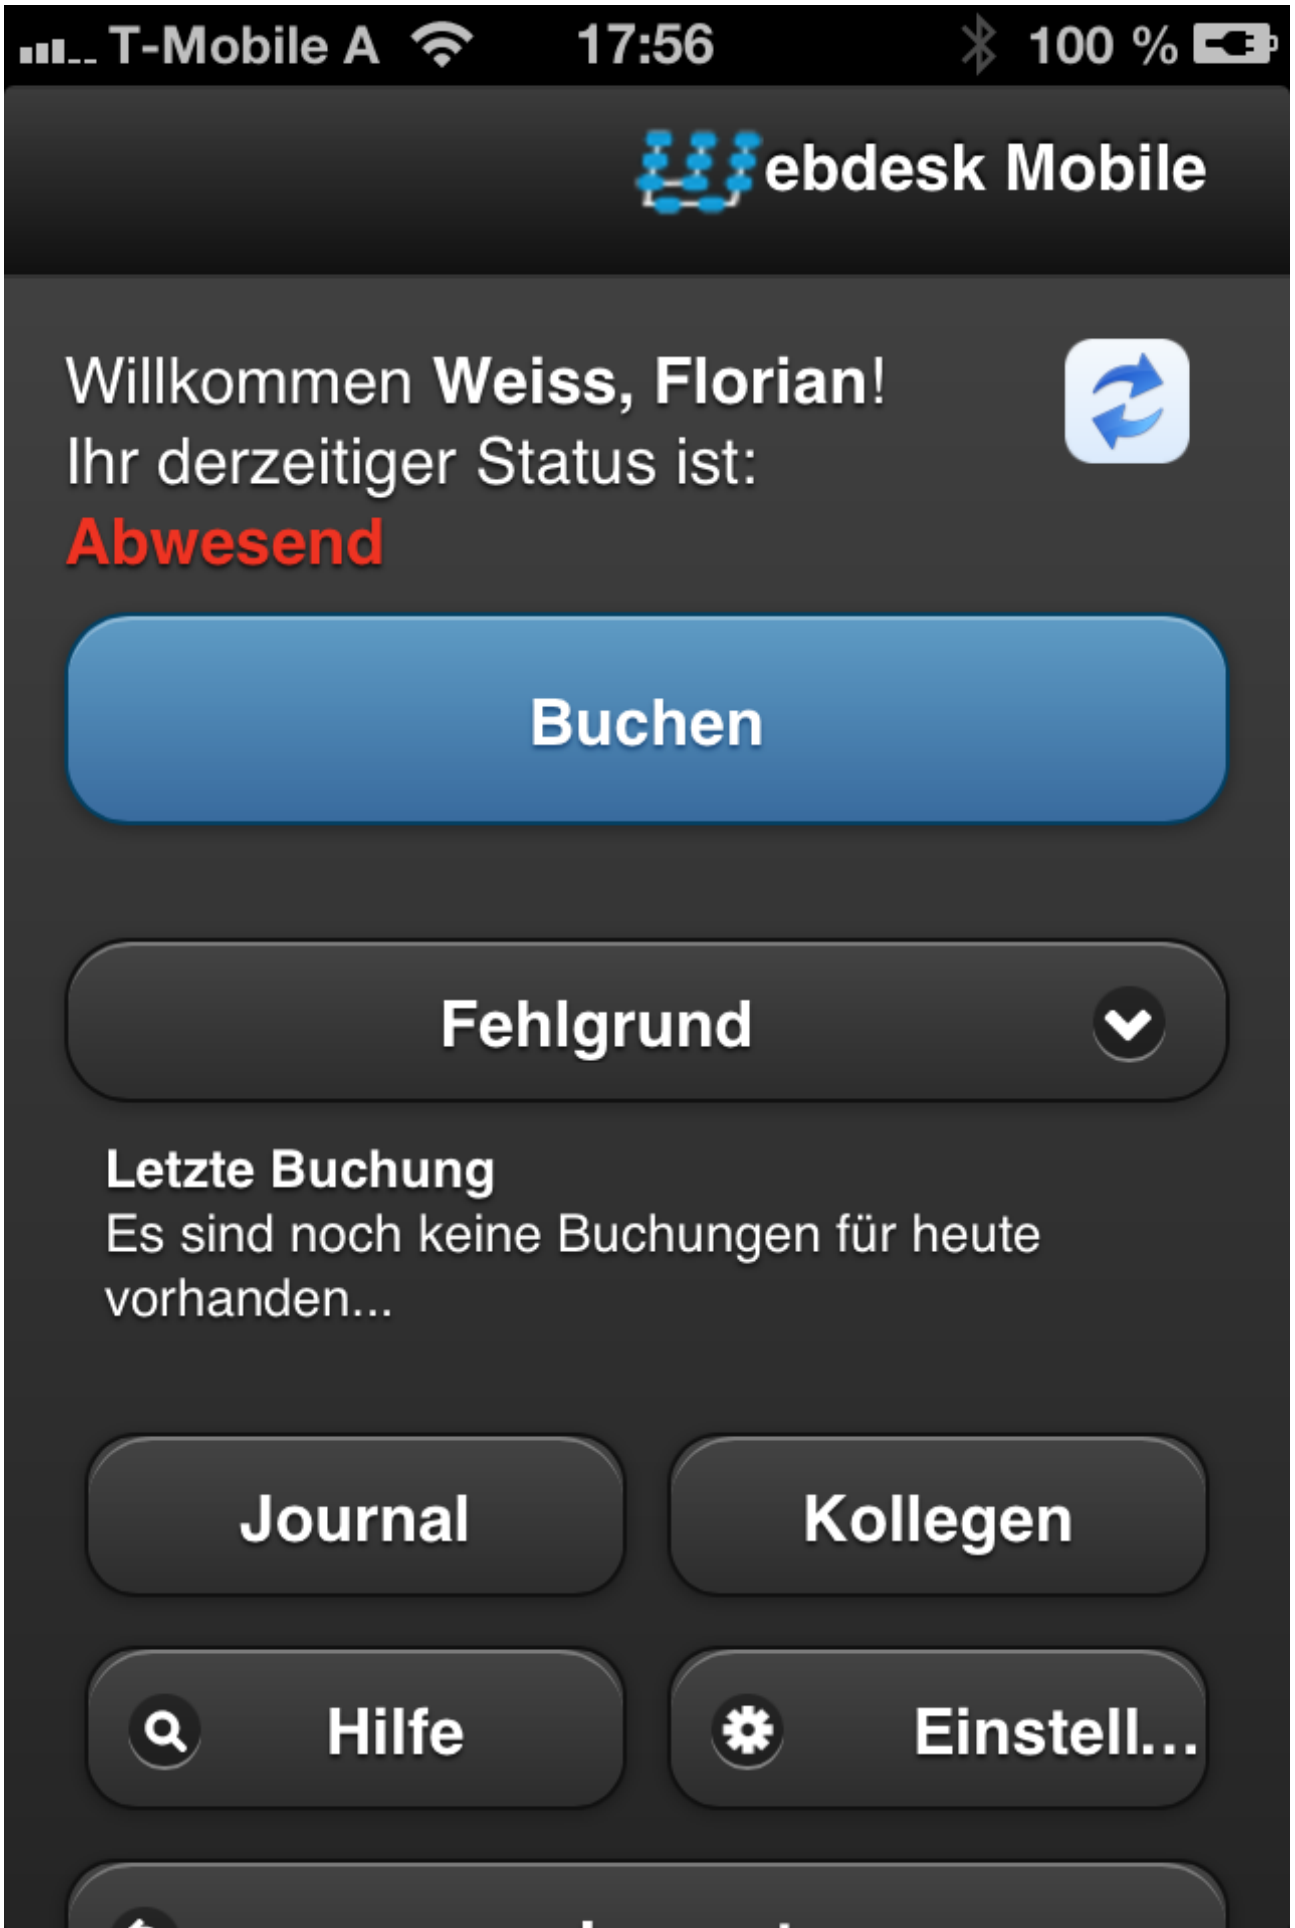 T-Mobile A 17:56 100 %
ebdesk Mobile
Willkommen Weiss, Florian!
Ihr derzeitiger Status ist:
Abwesend
Buchen
Fehlgrund
Letzte Buchung
Es sind noch keine Buchungen für heute
vorhanden...
Journal Kollegen
Hilfe Einstell...